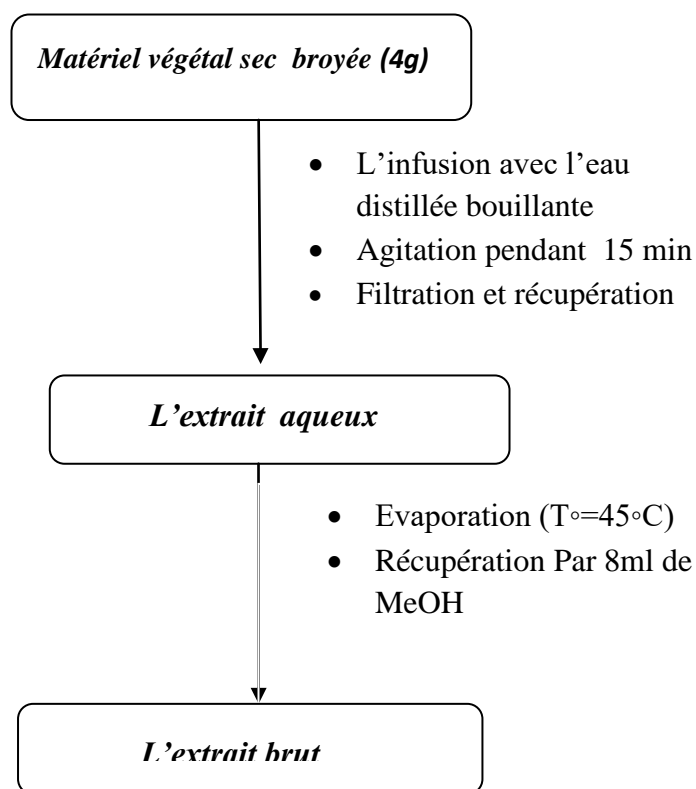 Matériel végétal sec broyée (4g)
• L’infusion avec l’eau
distillée bouillante
• Agitation pendant 15 min
• Filtration et récupération
L’extrait aqueux
• Evaporation (T◦=45◦C)
• Récupération Par 8ml de
MeOH
L’extrait brut